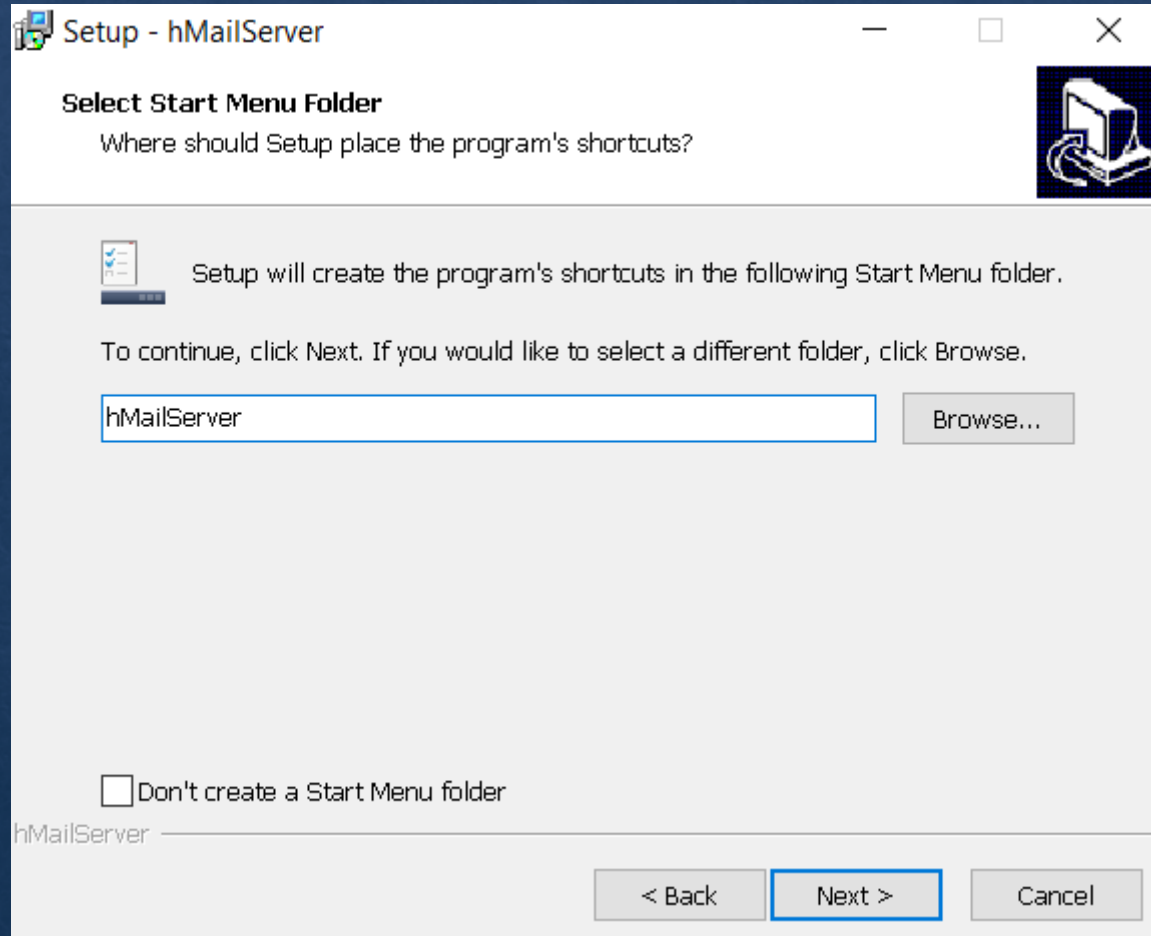 Setup - hMailServer
Select Start Menu Folder
Where should Setup place the program's shortcuts?
Setup will create the program's shortcuts in the following Start Menu folder.
To continue, click Next. If you would like to select a different folder, click Browse.
hMailServer
Browse...
Don't create a Start Menu folder
hMailServer
< Back
Next >
Cancel